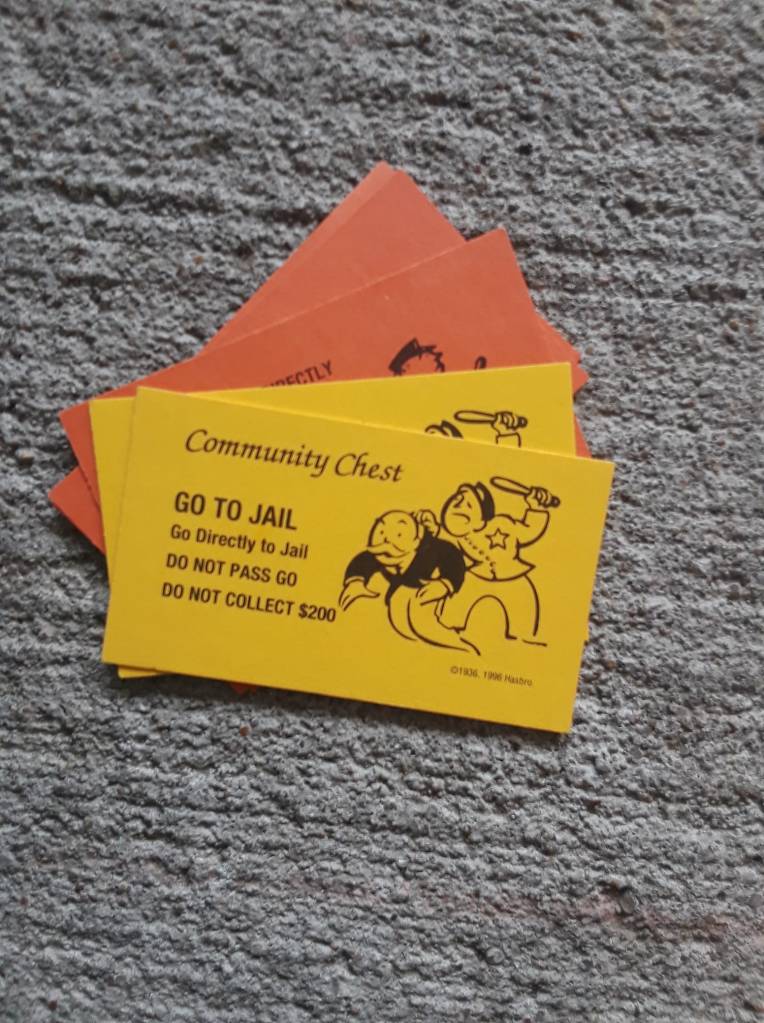 DIRECTLY
Community Chest
GO TO JAIL
Go Directly to Jail
DO NOT PASS GO
DO NOT COLLECT $200
©1936, 1996 Hasbro